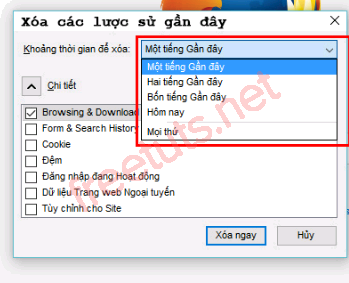 Xóa các lược sử gần đây
Khoảng thời gian để xóa: Một tiếng Gần đây
Một tiếng Gần đây
Hai tiếng Gần đây
Bốn tiếng Gần đây
Hôm nay
Mọi thứ
Chi tiết
Browsing & Download
Form & Search History
Cookie
Đệm
Đăng nhập đang Hoạt động
Dữ liệu Trang web Ngoại tuyến
Tùy chỉnh cho Site
Xóa ngay Hủy
freetuts.net